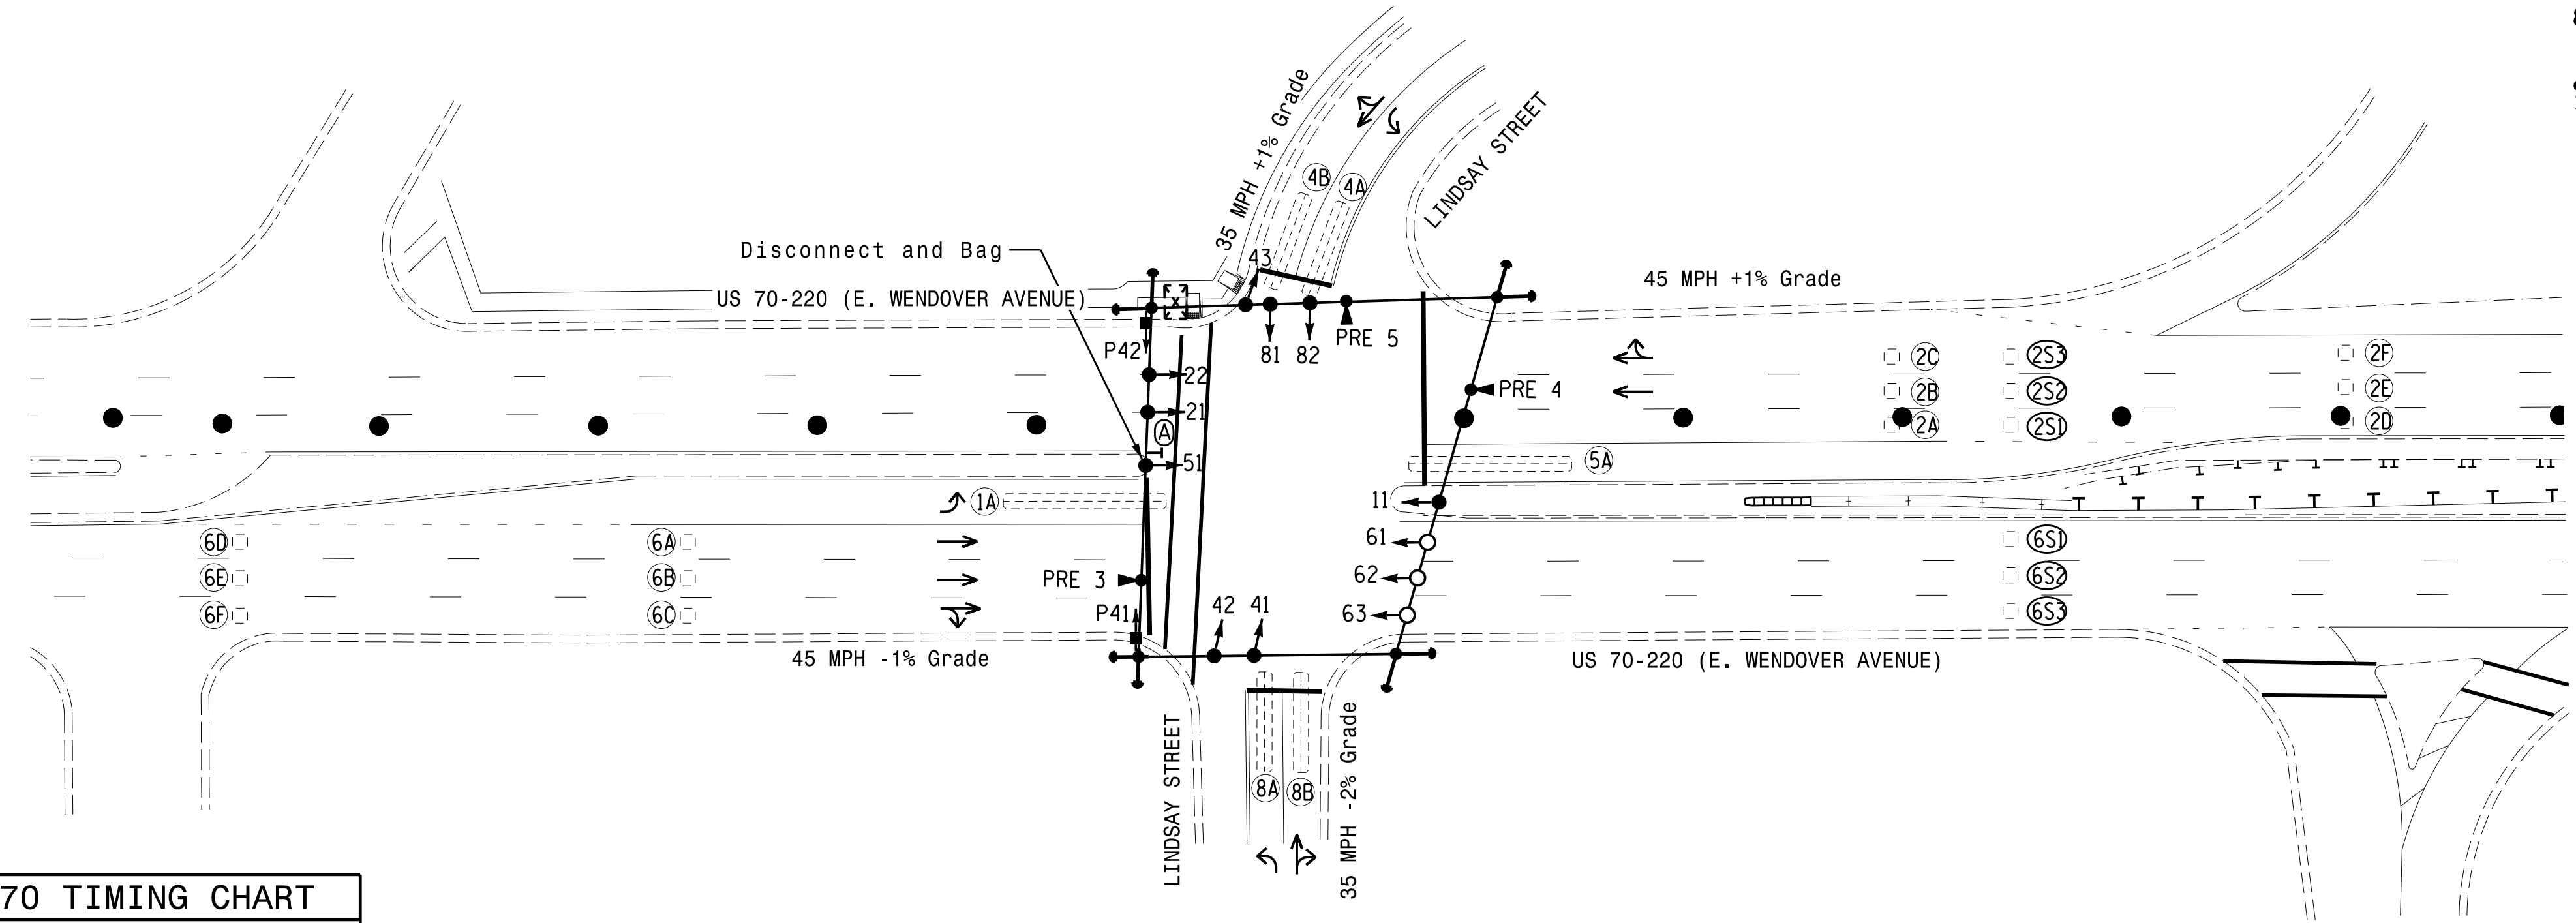 35 MPH +1% Grade
LINDSAY STREET
4B
4A
Disconnect and Bag
43
45 MPH +1% Grade
US 70-220 (E. WENDOVER AVENUE)
X
P42
81
82
PRE 5
2C
2S3
2F
22
PRE 4
2B
2S2
2E
21
A
2A
2S1
2D
51
5A
1A
11
6D
6A
61
6S1
6E
6B
PRE 3
62
6S2
6F
6C
P41
42
41
63
6S3
45 MPH -1% Grade
US 70-220 (E. WENDOVER AVENUE)
LINDSAY STREET
8A
8B
35 MPH -2% Grade
70 TIMING CHART